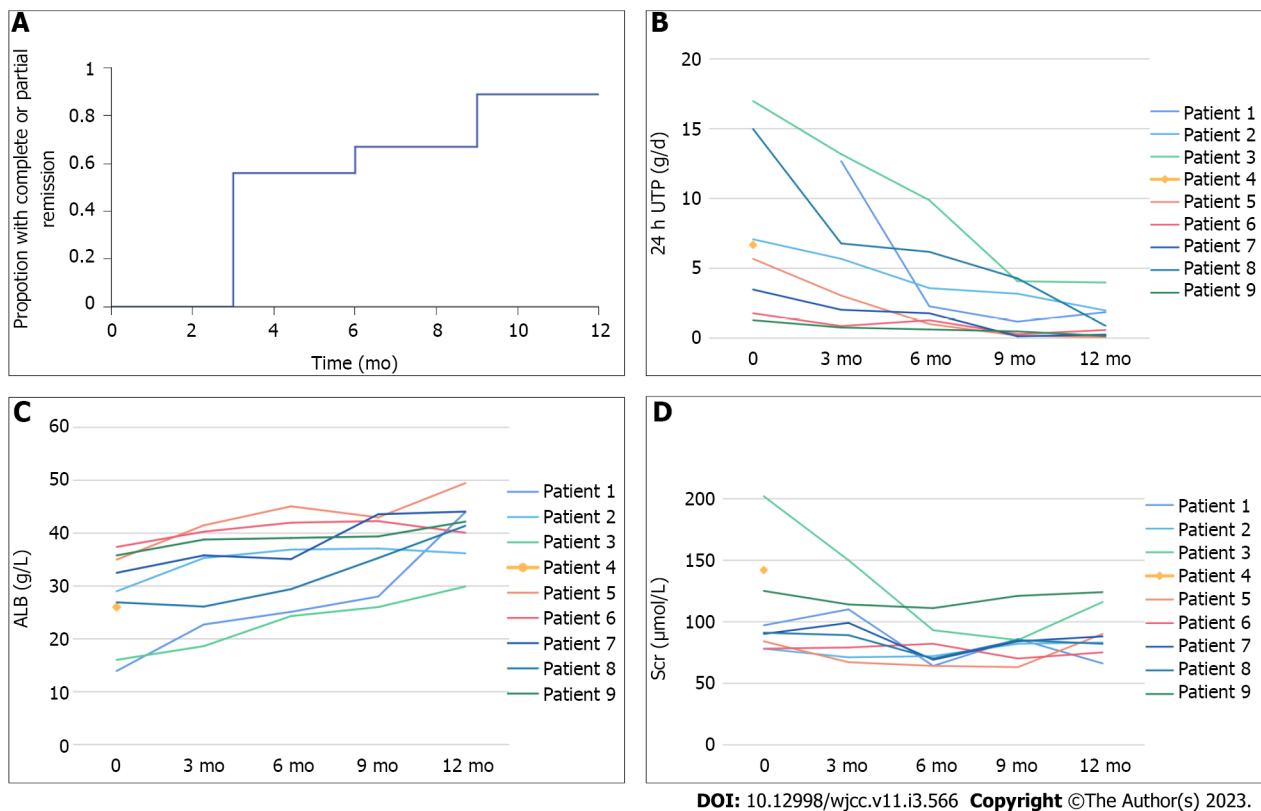 A
Propotion with complete or partial
remission
1
0.8
0.6
0.4
0.2
0
0 2 4 6 8 10 12
Time (mo)
B
24 h UTP (g/d)
20
15
10
5
0
0 3 mo 6 mo 9 mo 12 mo
Patient 1
Patient 2
Patient 3
Patient 4
Patient 5
Patient 6
Patient 7
Patient 8
Patient 9
C
ALB (g/L)
60
50
40
30
20
10
0
0 3 mo 6 mo 9 mo 12 mo
Patient 1
Patient 2
Patient 3
Patient 4
Patient 5
Patient 6
Patient 7
Patient 8
Patient 9
D
Scr (μmol/L)
200
150
100
50
0
0 3 mo 6 mo 9 mo 12 mo
Patient 1
Patient 2
Patient 3
Patient 4
Patient 5
Patient 6
Patient 7
Patient 8
Patient 9
DOI: 10.12998/wjcc.v11.i3.566 Copyright ©The Author(s) 2023.